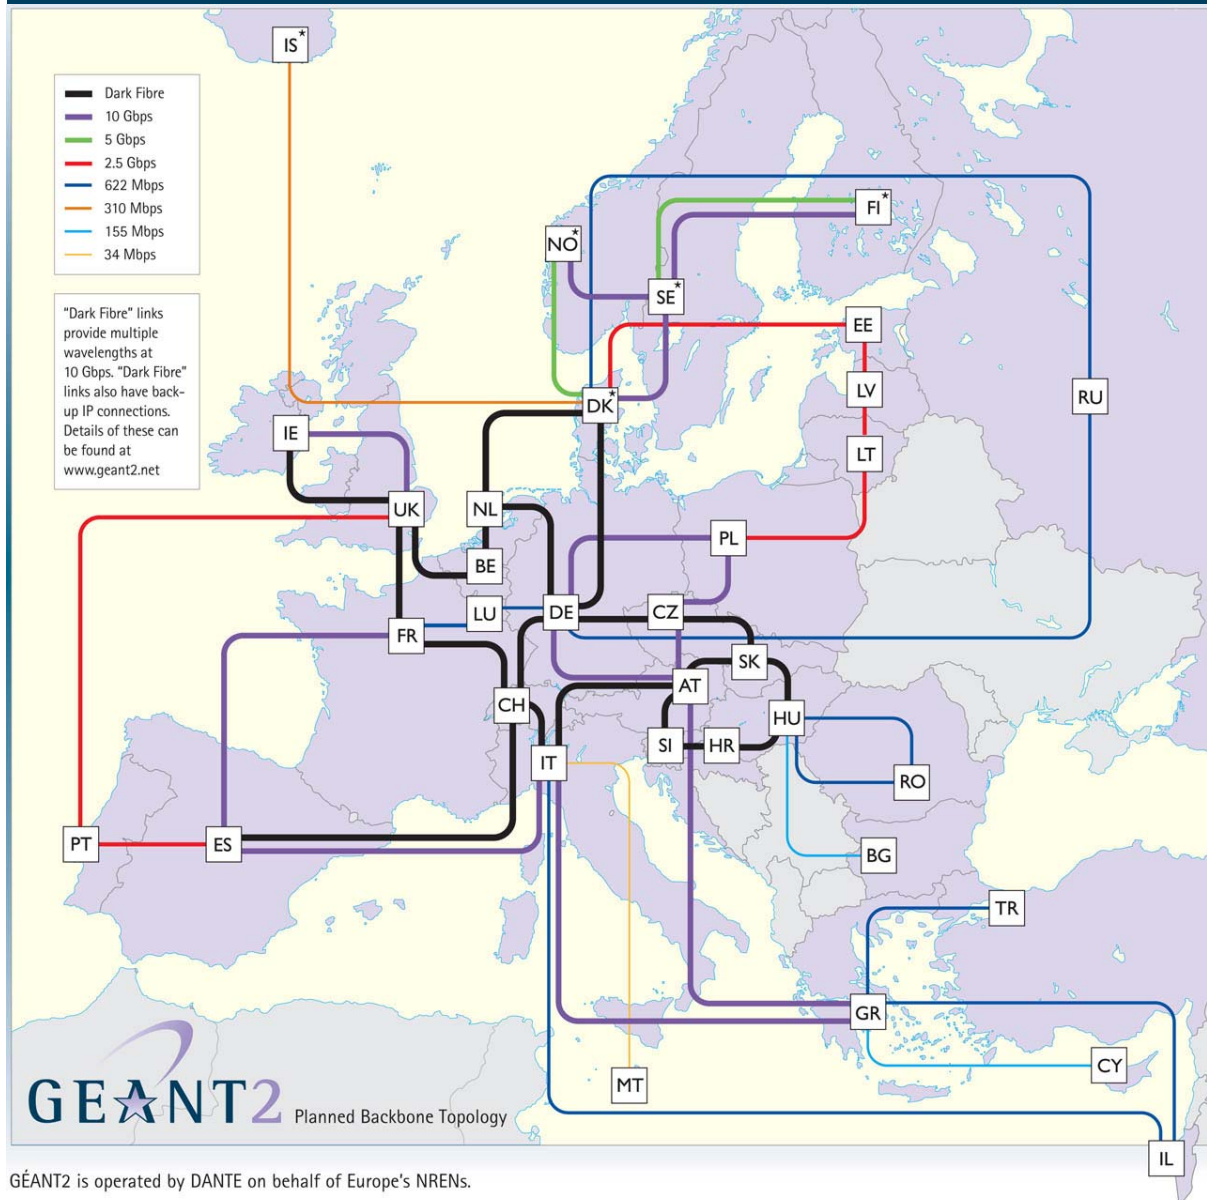 IS*
Dark Fibre
10 Gbps
5 Gbps
2.5 Gbps
622 Mbps
310 Mbps
155 Mbps
34 Mbps
"Dark Fibre" links
provide multiple
wavelengths at
10 Gbps. "Dark Fibre"
links also have back-
up IP connections.
Details of these can
be found at
www.geant2.net
FI*
NO*
SE*
EE
LV
RU
DK*
IE
LT
UK
NL
PL
BE
LU
DE
CZ
FR
SK
AT
CH
HU
SI
HR
IT
RO
PT
ES
BG
TR
GR
CY
MT
GEANT2 Planned Backbone Topology
IL
GÉANT2 is operated by DANTE on behalf of Europe's NRENs.